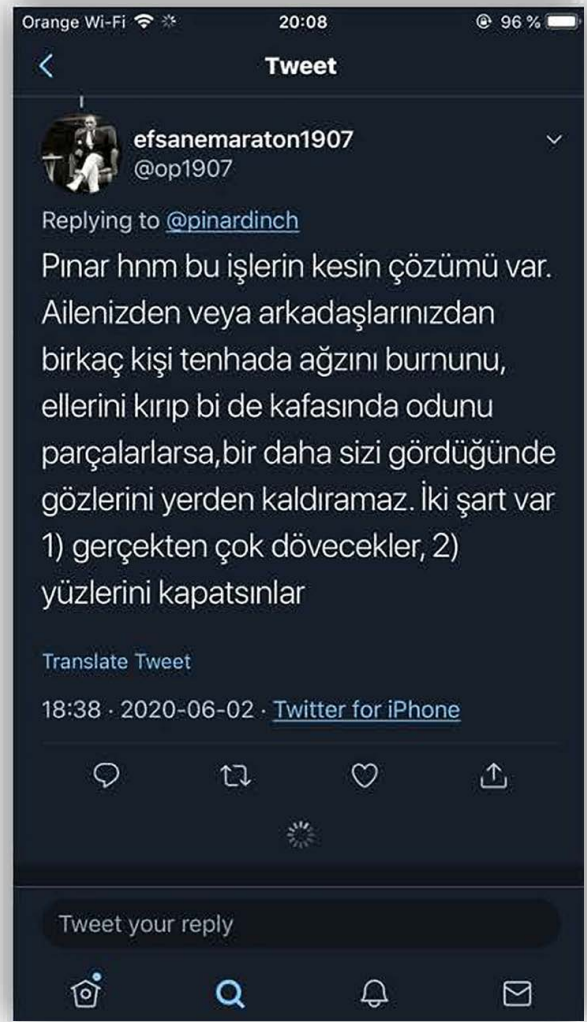 Orange Wi-Fi 20:08 96 %
Tweet
efsanemaraton1907
@op1907
Replying to @pinardinch
Pınar hnm bu işlerin kesin çözümü var.
Ailenizden veya arkadaşlarınızdan
birkaç kişi tenhada ağzını burnunu,
ellerini kırıp bi de kafasında odunu
parçalarlarsa,bir daha sizi gördüğünde
gözlerini yerden kaldıramaz. İki şart var
1) gerçekten çok dövecekler, 2)
yüzlerini kapatsınlar
Translate Tweet
18:38 · 2020-06-02 · Twitter for iPhone
Tweet your reply